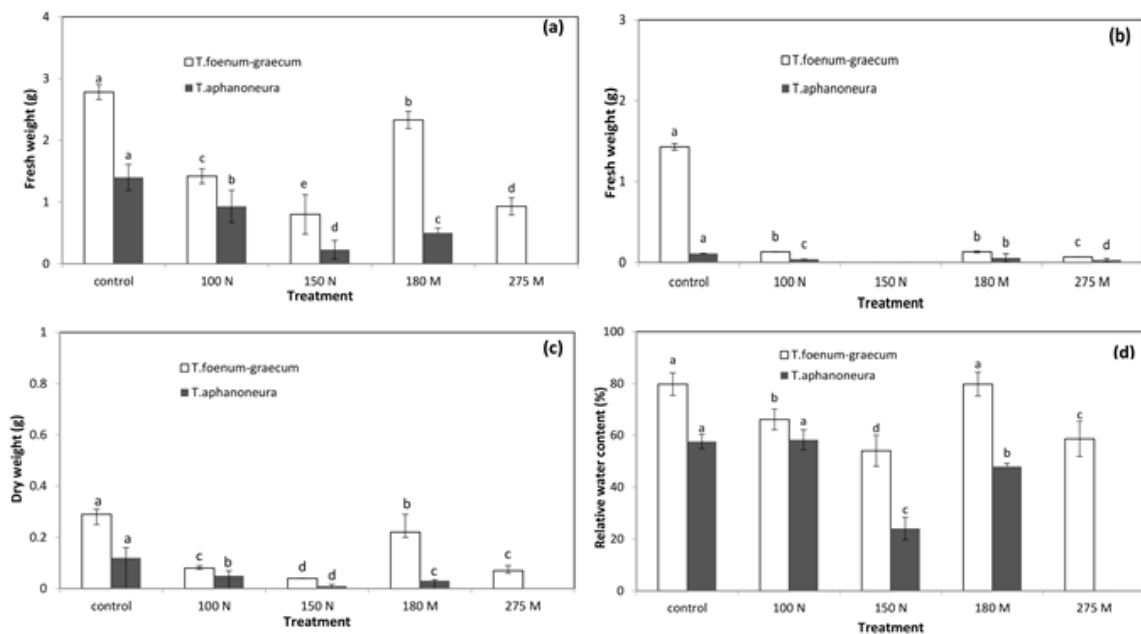 (a)
4
3
2
1
0
Fresh weight (g)
T.foenum-graecum
T.aphanoneura
a
a
c
b
e
d
b
c
d
control 100 N 150 N 180 M 275 M
Treatment
(b)
3
2
1
0
Fresh weight (g)
T.foenum-graecum
T.aphanoneura
a
a
b
c
b
b
c
d
control 100 N 150 N 180 M 275 M
Treatment
(c)
1
0.8
0.6
0.4
0.2
0
Dry weight (g)
T.foenum-graecum
T.aphanoneura
a
a
c
b
d
d
b
c
c
control 100 N 150 N 180 M 275 M
Treatment
(d)
100
80
60
40
20
0
Relative water content (%)
T.foenum-graecum
T.aphanoneura
a
a
b
a
d
c
a
b
c
control 100 N 150 N 180 M 275 M
Treatment